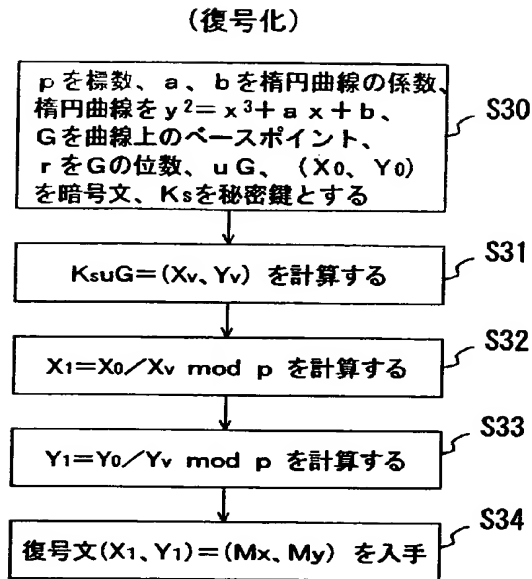 (復号化)
pを標数、a、bを楕円曲線の係数、
楕円曲線をy²=x³+ax+b、
Gを曲線上のベースポイント、
rをGの位数、uG、(X₀、Y₀)
を暗号文、Ksを秘密鍵とする
S30
KsuG=(Xv、Yv)を計算する
S31
X₁=X₀/Xv mod p を計算する
S32
Y₁=Y₀/Yv mod p を計算する
S33
復号文(X₁、Y₁)=(Mx、My)を入手
S34